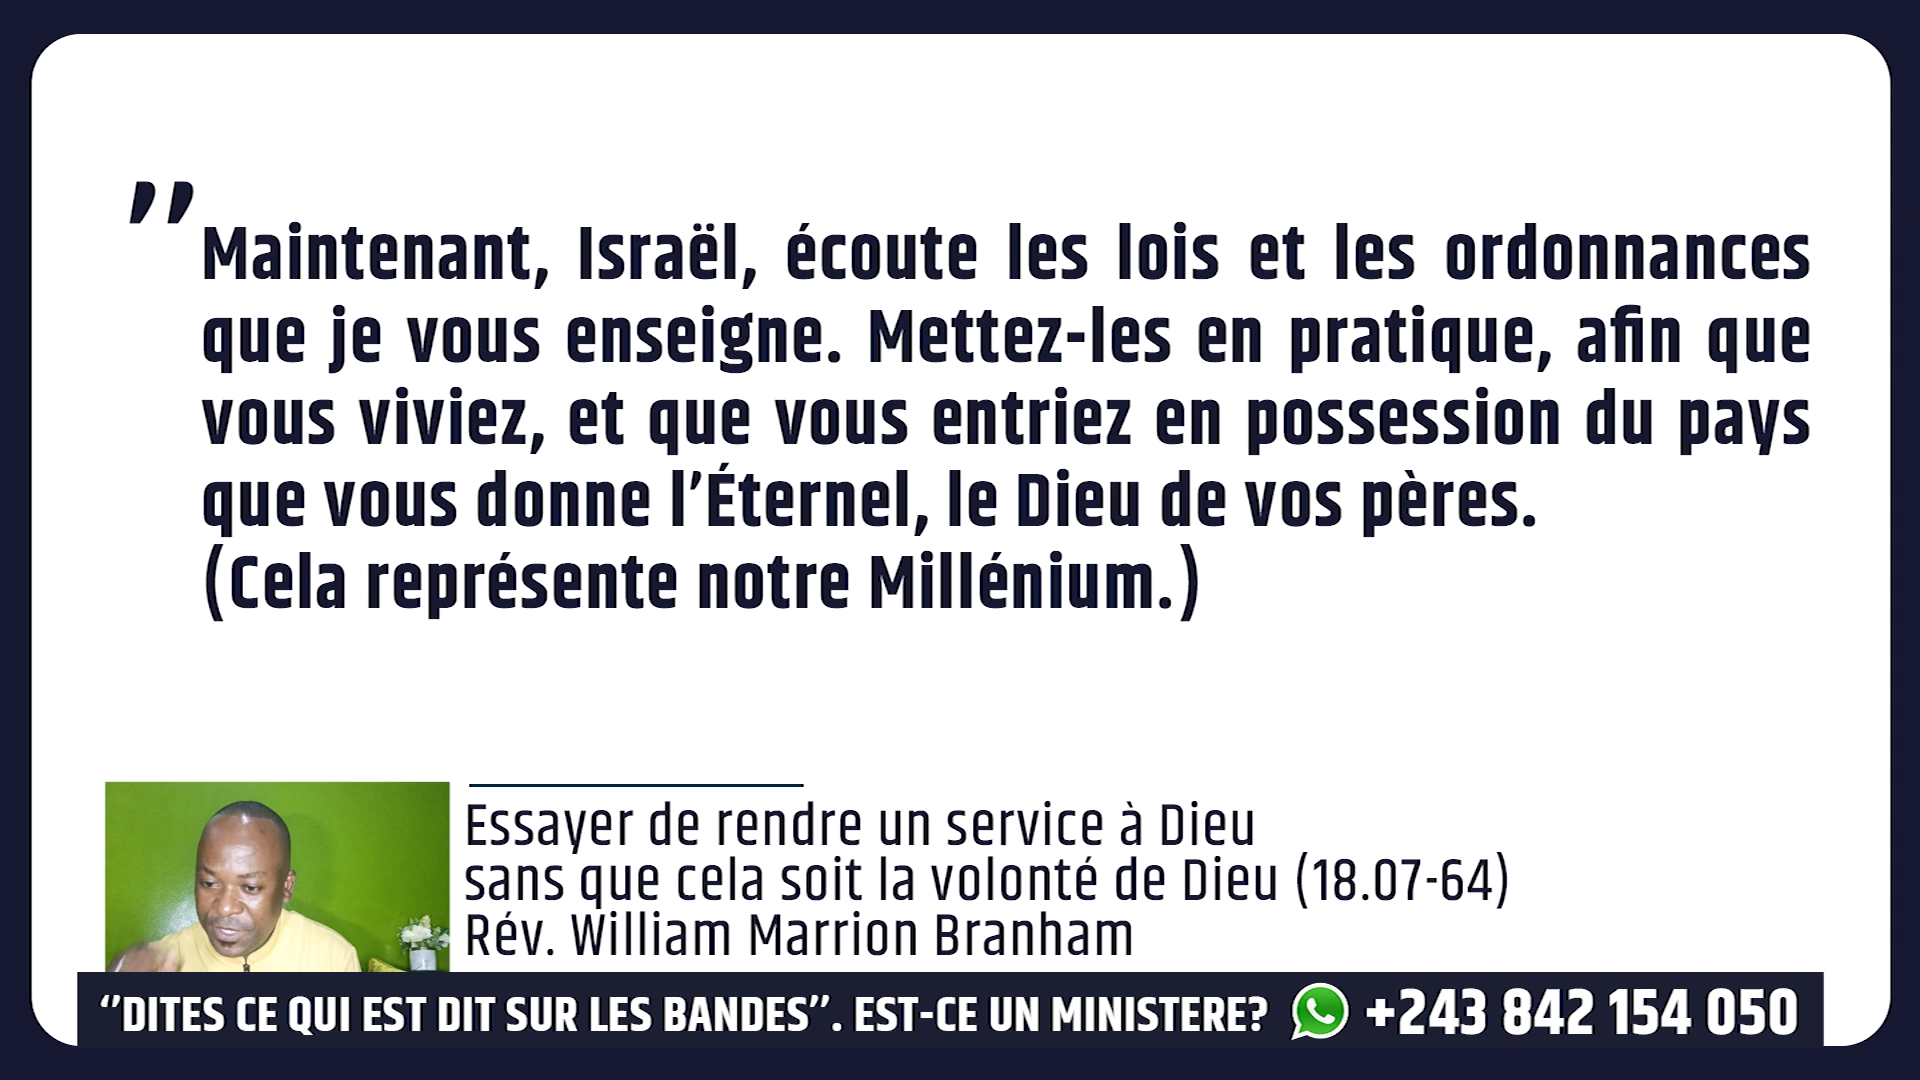 ’’
Maintenant, Israël, écoute les lois et les ordonnances
que je vous enseigne. Mettez-les en pratique, afin que
vous viviez, et que vous entriez en possession du pays
que vous donne l’Éternel, le Dieu de vos pères.
(Cela représente notre Millénium.)
Essayer de rendre un service à Dieu
sans que cela soit la volonté de Dieu (18.07-64)
Rév. William Marrion Branham
‘’DITES CE QUI EST DIT SUR LES BANDES’’. EST-CE UN MINISTERE? +243 842 154 050